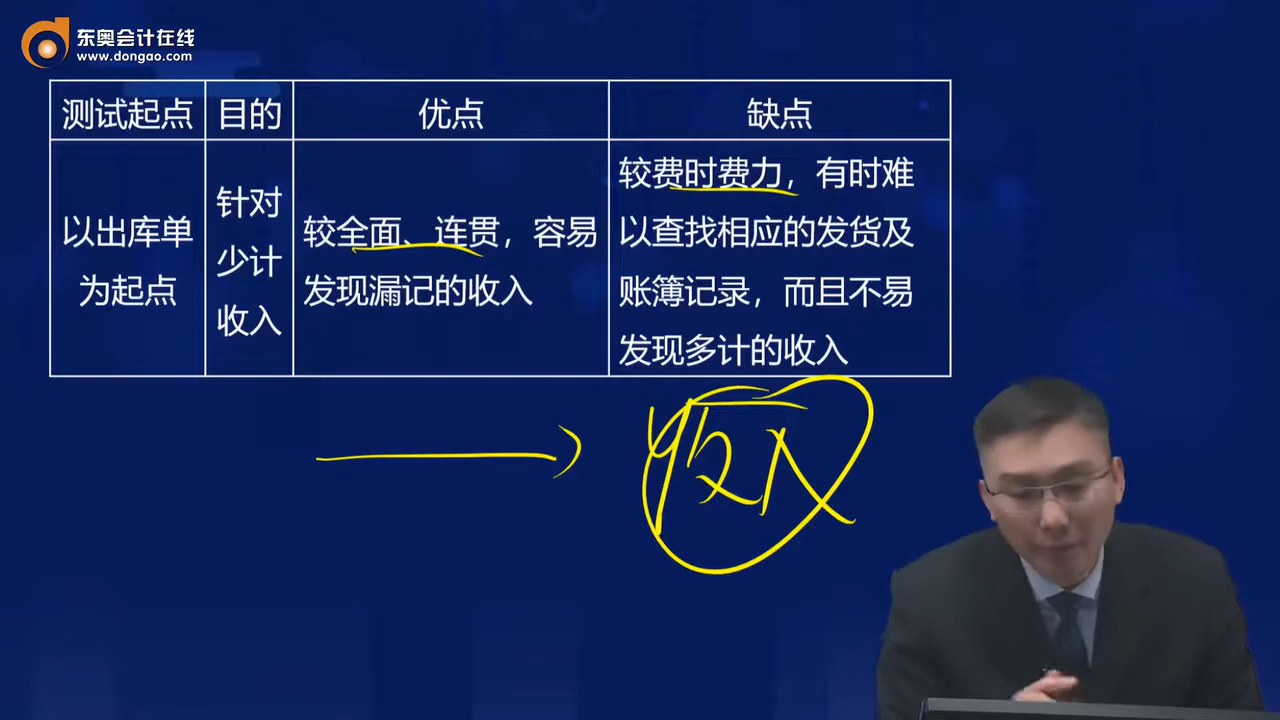 东奥会计在线
www.dongao.com
测试起点 目的 优点 缺点
以出库单
为起点
针对
少计
收入
较全面、连贯，容易
发现漏记的收入
较费时费力，有时难
以查找相应的发货及
账簿记录，而且不易
发现多计的收入
收入